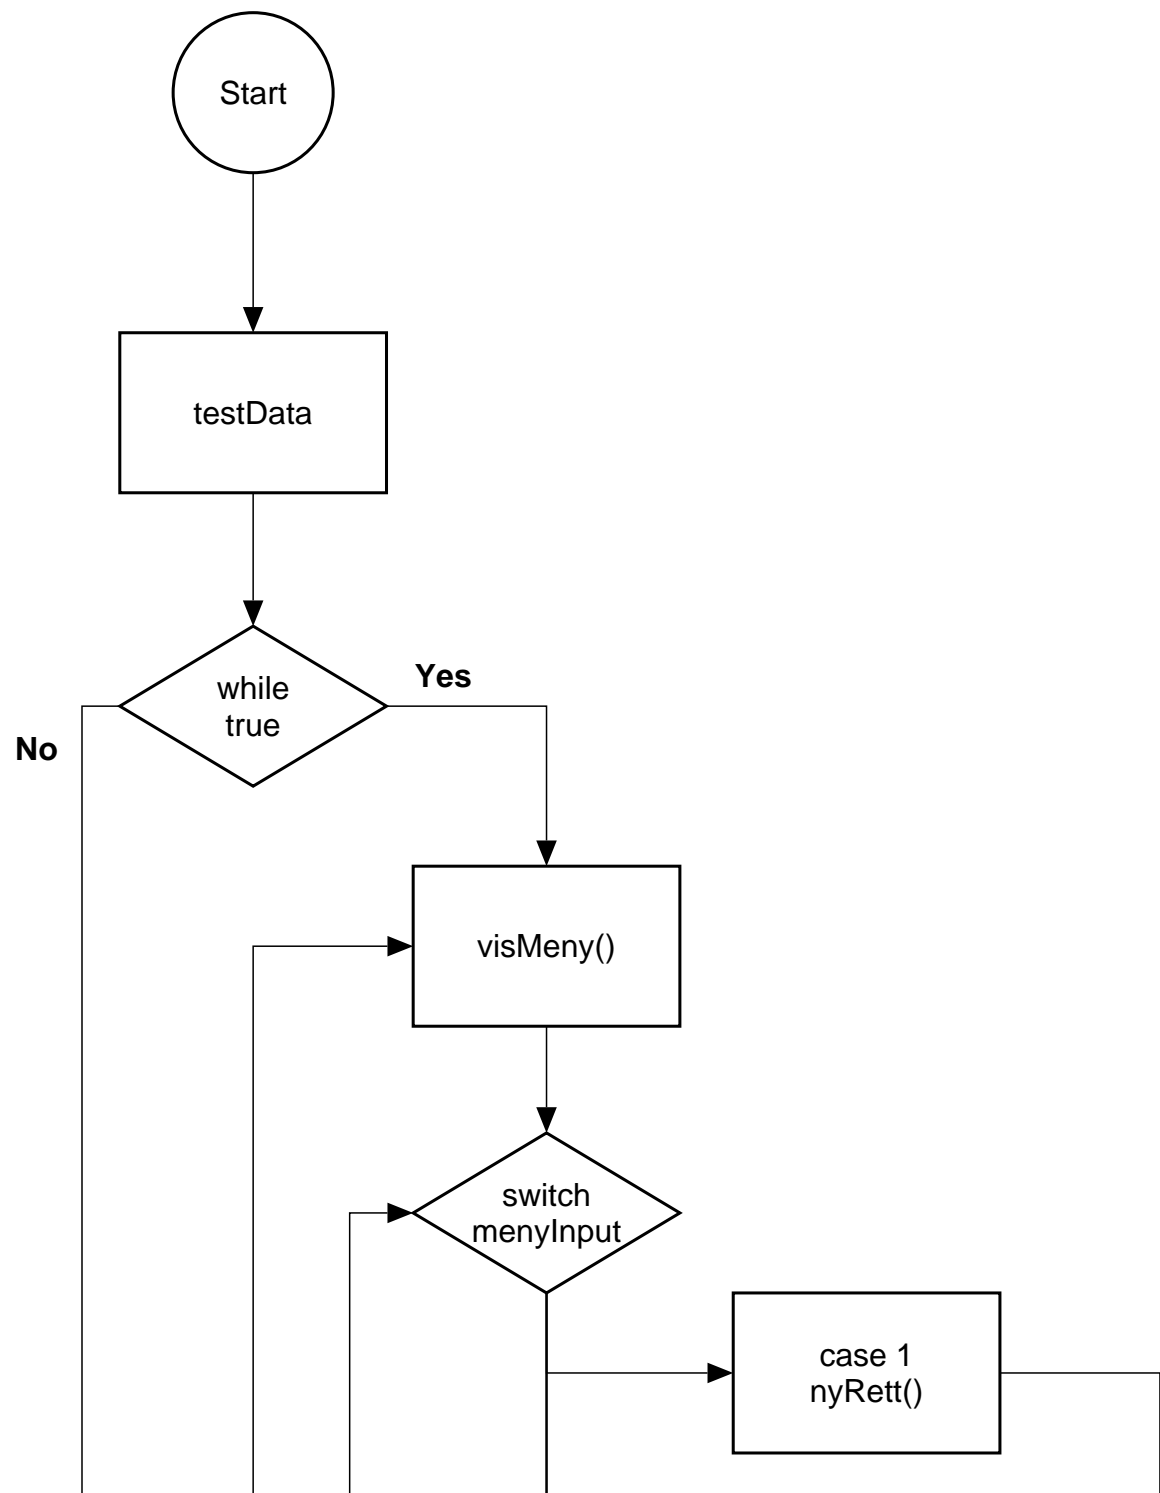 Start
testData
while
true
Yes
No
visMeny()
switch
menyInput
case 1
nyRett()